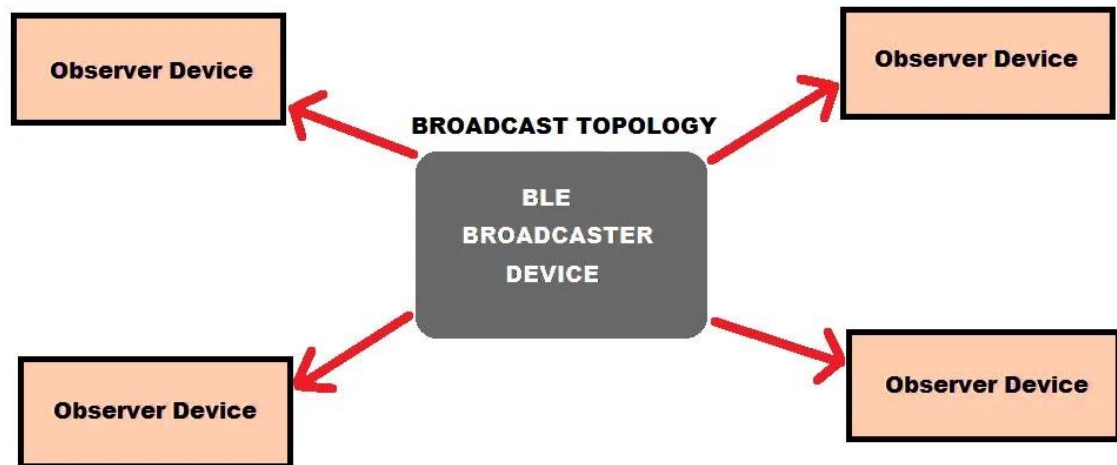 Observer Device
Observer Device
BROADCAST TOPOLOGY
BLE
BROADCASTER
DEVICE
Observer Device
Observer Device